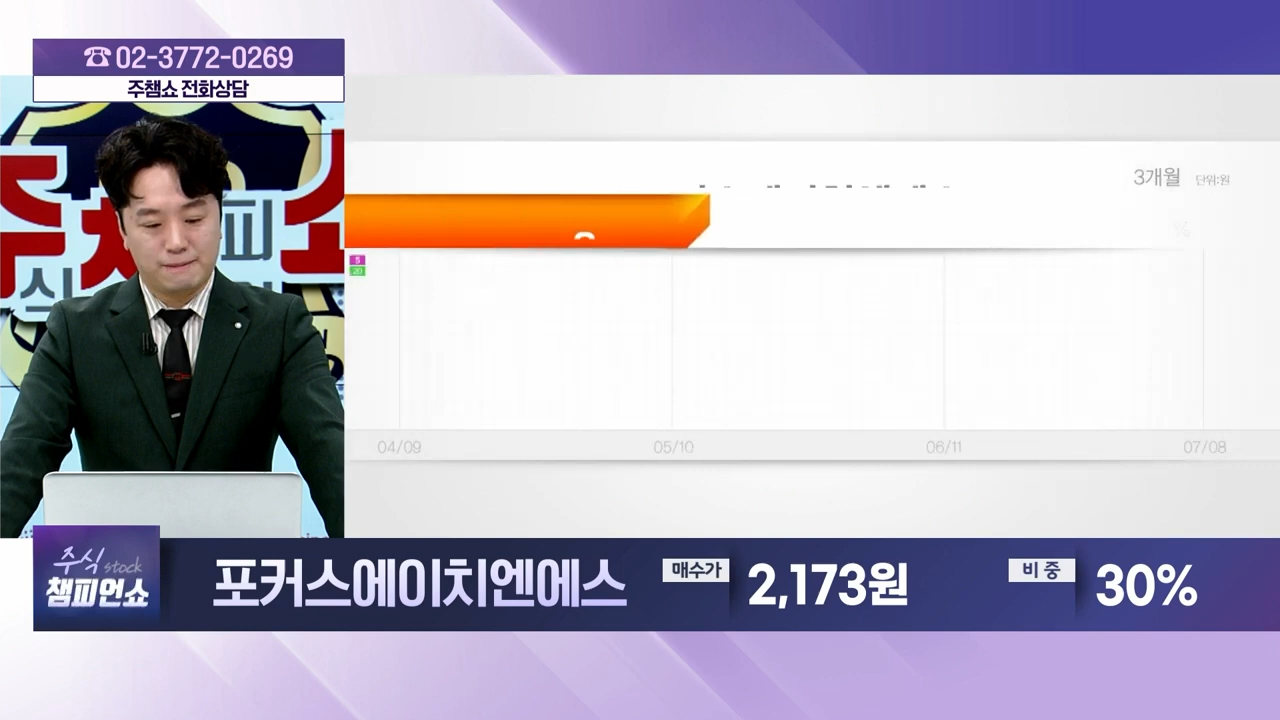 ☎02-3772-0269
주챔쇼 전화상담
피
식
3개월 단위:원
%
5
20
04/09 05/10 06/11 07/08
주식 stock
챔피언쇼
포커스에이치엔에스 매수가 2,173원 비중 30%